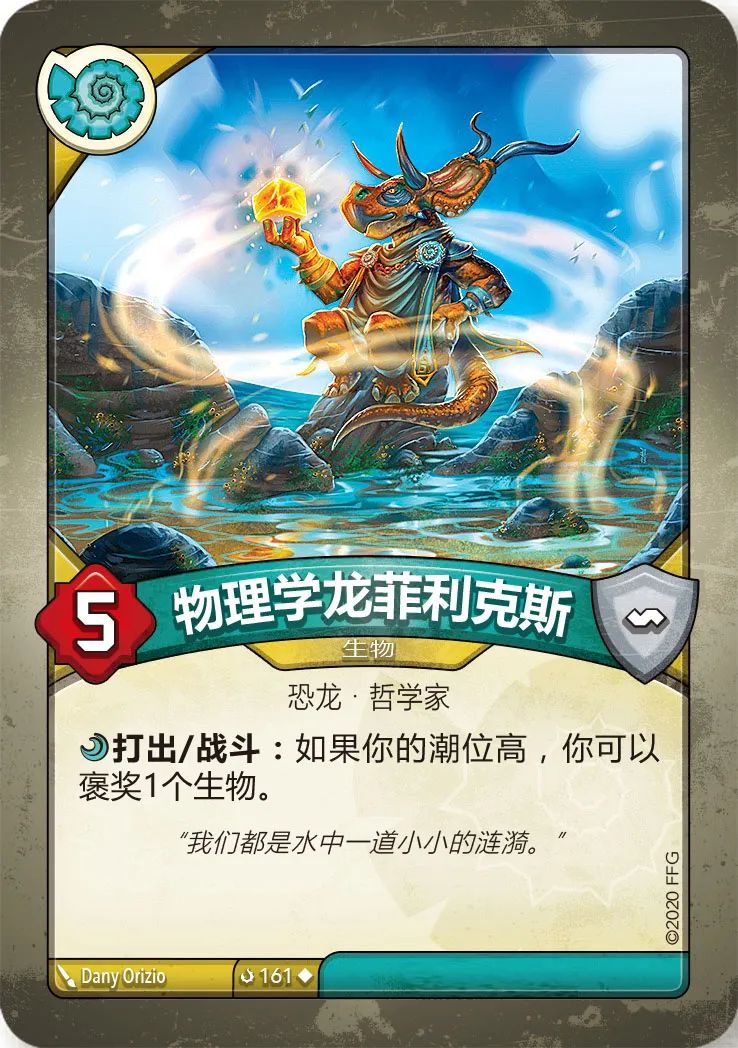 5
物理学龙菲利克斯
生物
恐龙 · 哲学家
打出/战斗：如果你的潮位高，你可以
褒奖1个生物。
“我们都是水中一道小小的涟漪。”
©2020 FFG
Dany Orizio
161